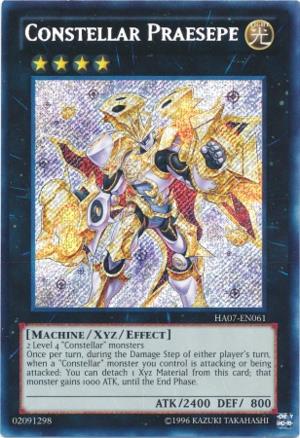 CONSTELLAR PRAESEPE
光
HA07-EN061
[Machine/Xyz/Effect]
2 Level 4 "Constellar" monsters
Once per turn, during the Damage Step of either player's turn,
when a "Constellar" monster you control is attacking or being
attacked: You can detach 1 Xyz Material from this card; that
monster gains 1000 ATK, until the End Phase.
ATK/2400 DEF/ 800
02091298
©1996 KAZUKI TAKAHASHI